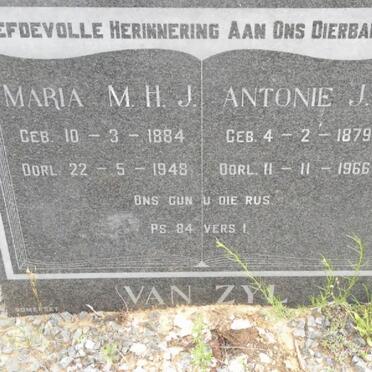 EFDEVOLLE HERINNERING AAN ONS DIERBA
MARIA M. H. J. ANTONIE J.
GEB. 10 - 3 - 1884 GEB. 4 - 2 - 1879
OORL. 22 - 5 - 1948 OORL. 11 - 11 - 1966
ONS GUN U DIE RUS
PS. 84 VERS 1.
VAN ZYL
SOMERSET